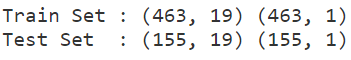 Train Set : (463, 19) (463, 1)
Test Set  : (155, 19) (155, 1)